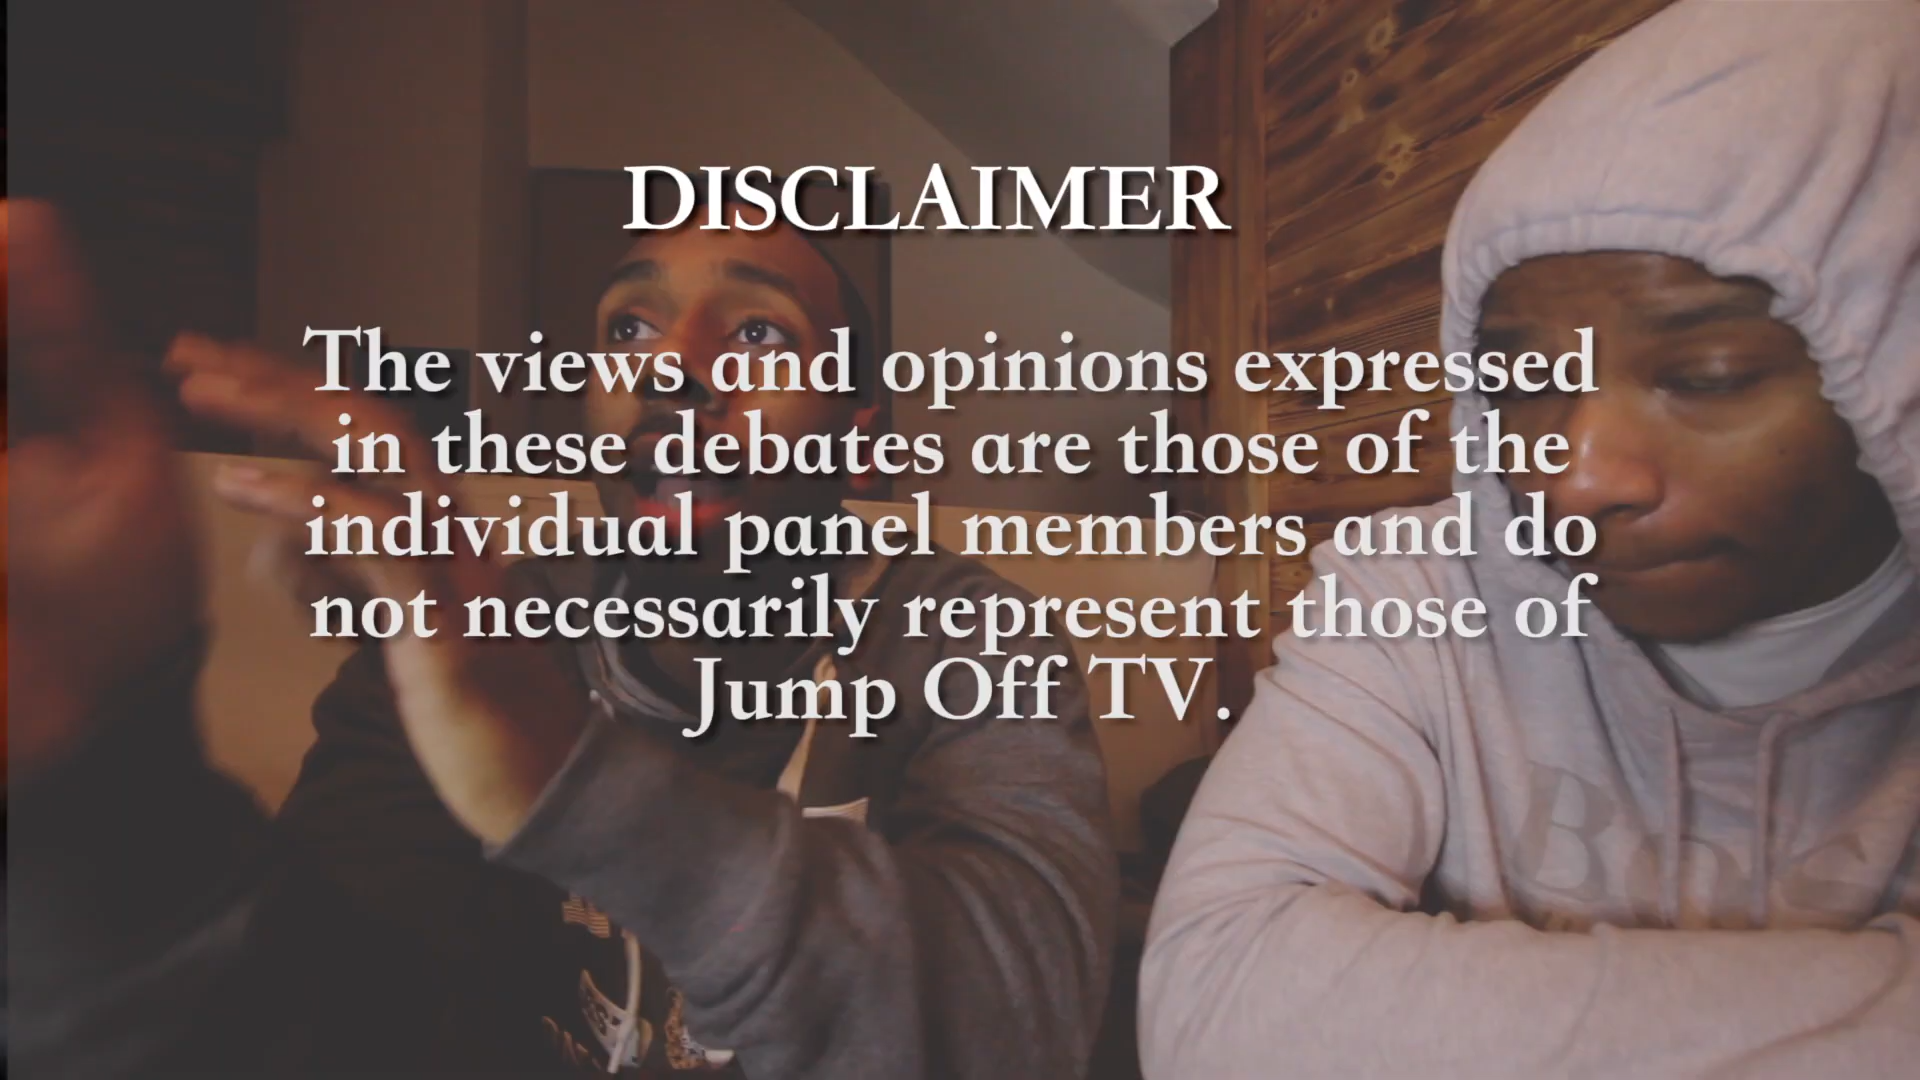 DISCLAIMER
The views and opinions expressed
in these debates are those of the
individual panel members and do
not necessarily represent those of
Jump Off TV.